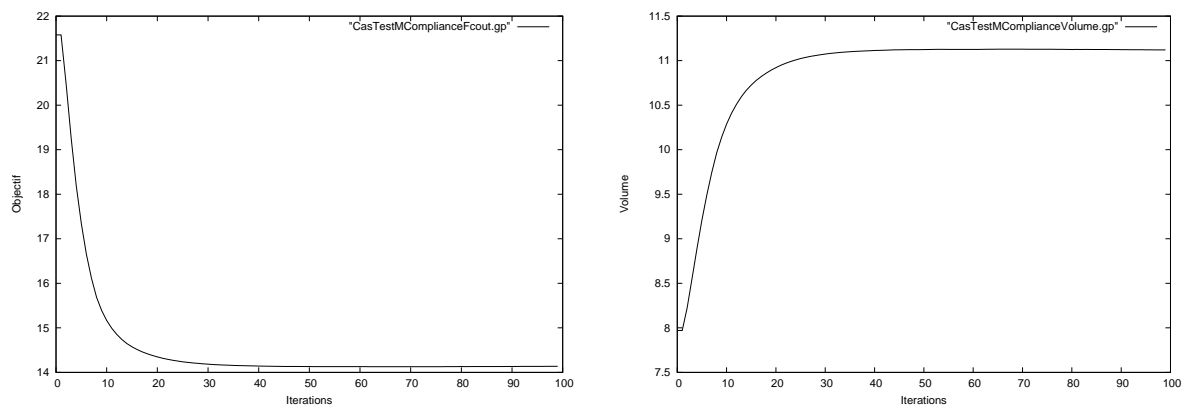 22
21
20
19
18
17
16
15
14
Objectif
0 10 20 30 40 50 60 70 80 90 100
Iterations
"CasTestMComplianceFcout.gp"
11.5
11
10.5
10
9.5
9
8.5
8
7.5
Volume
0 10 20 30 40 50 60 70 80 90 100
Iterations
"CasTestMComplianceVolume.gp"